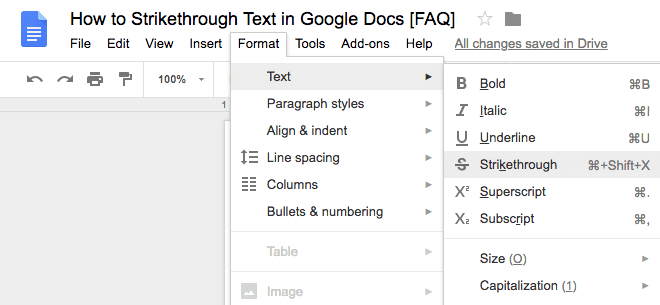 How to Strikethrough Text in Google Docs [FAQ]
File Edit View Insert Format Tools Add-ons Help All changes saved in Drive
100%
1
Text
Paragraph styles
Align & indent
Line spacing
Columns
Bullets & numbering
Table
Image
B Bold ⌘B
I Italic ⌘I
U Underline ⌘U
S Strikethrough ⌘+Shift+X
X² Superscript ⌘.
X₂ Subscript ⌘,
Size (O)
Capitalization (1)